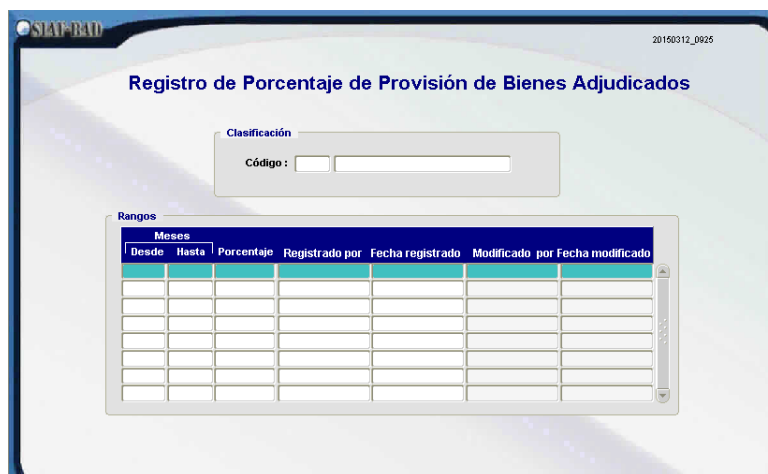 SIAF-BAD
20150312_0925
Registro de Porcentaje de Provisión de Bienes Adjudicados
Clasificación
Código :
Rangos
Meses
Desde Hasta Porcentaje Registrado por Fecha registrado Modificado por Fecha modificado